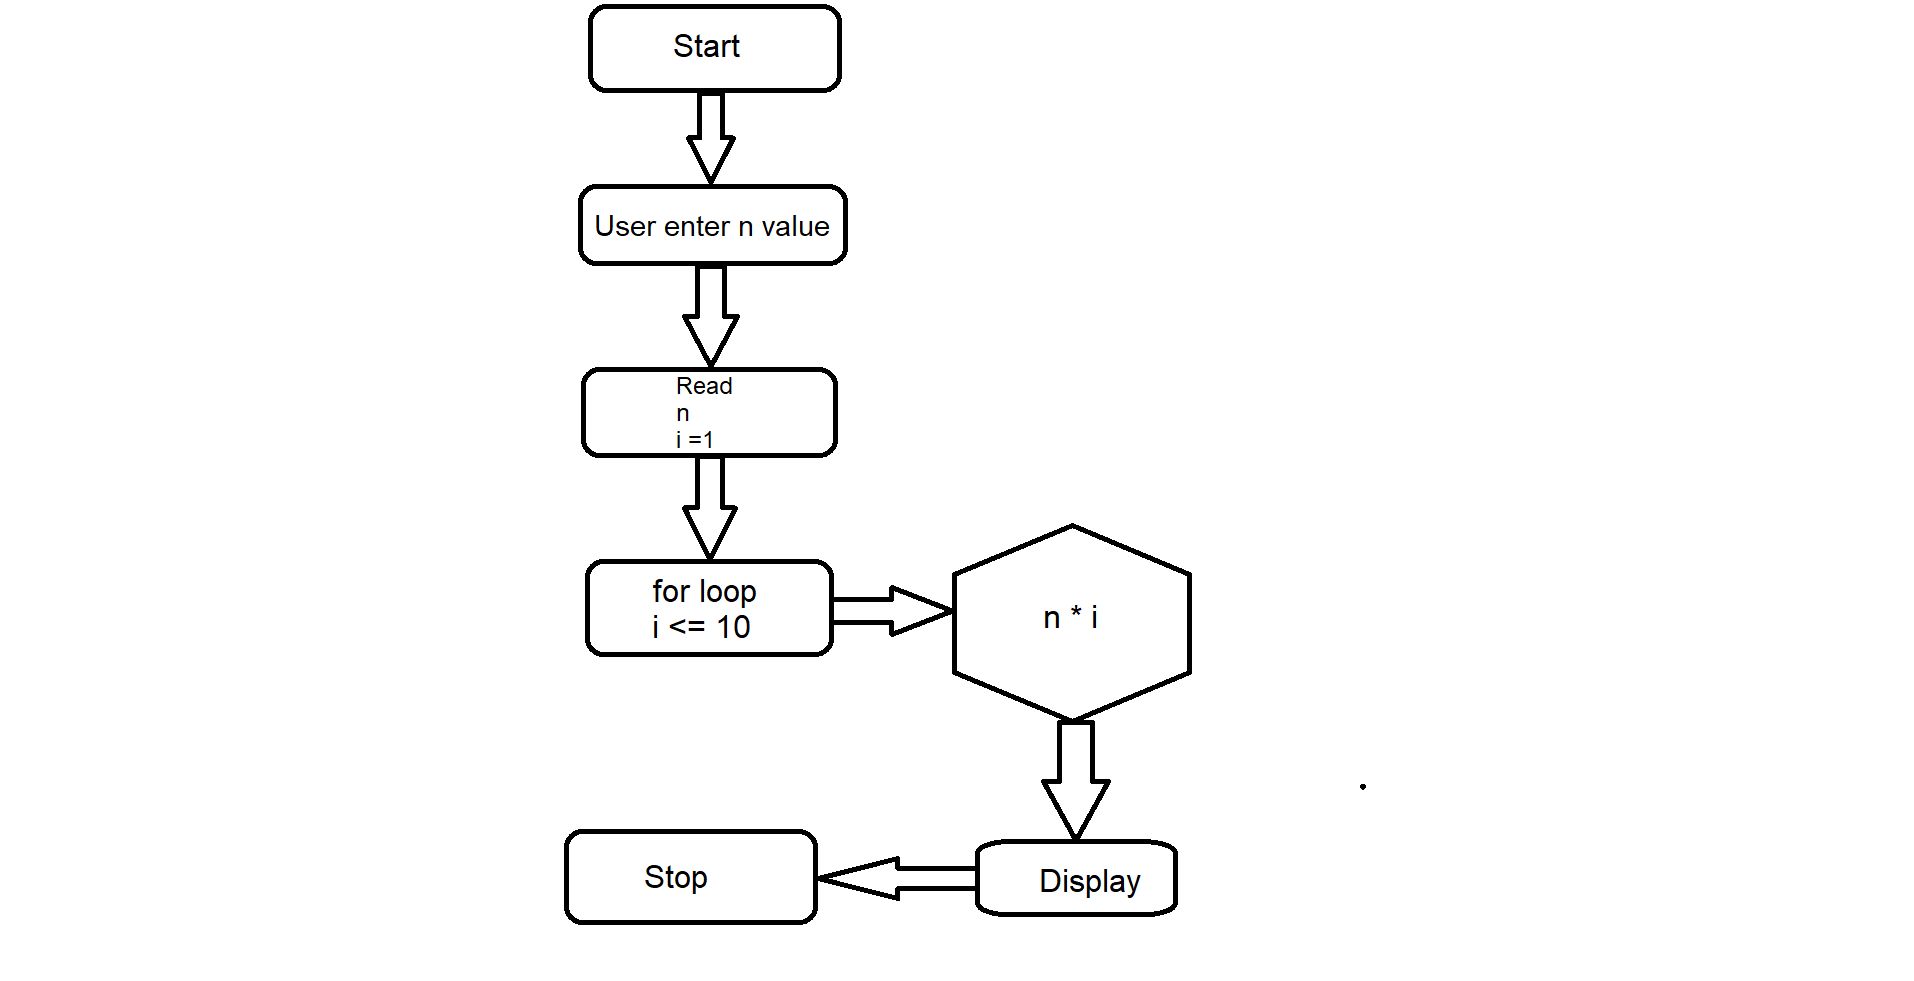 Start
User enter n value
Read
n
i =1
for loop
i <= 10
n * i
Display
Stop